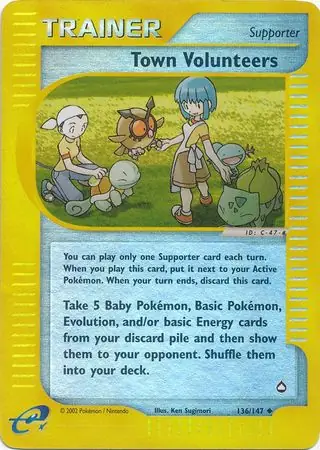 TRAINER
Supporter
Town Volunteers
ID: C-47-#
You can play only one Supporter card each turn.
When you play this card, put it next to your Active
Pokémon. When your turn ends, discard this card.
Take 5 Baby Pokémon, Basic Pokémon,
Evolution, and/or basic Energy cards
from your discard pile and then show
them to your opponent. Shuffle them
into your deck.
e
© 2002 Pokémon / Nintendo
Illus. Ken Sugimori
136/147